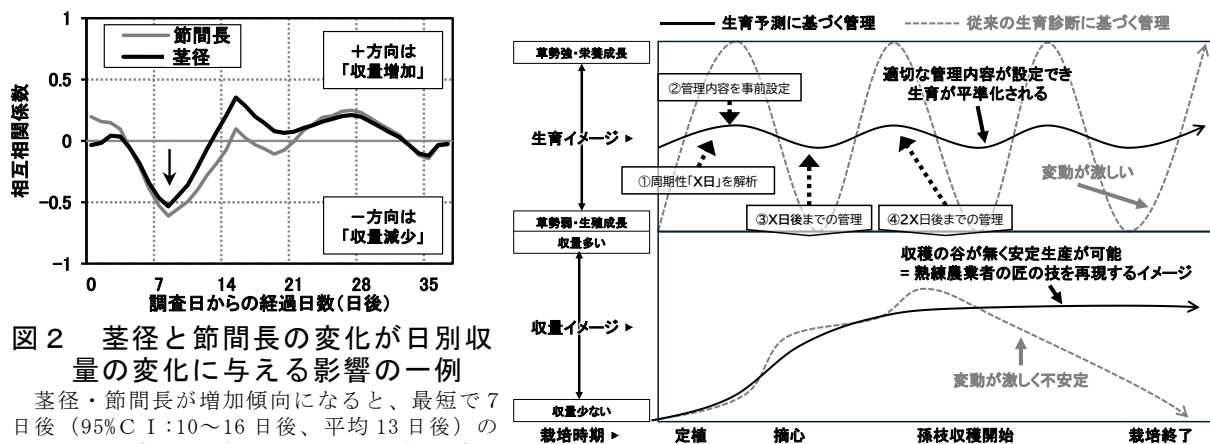 1
0.5
0
−0.5
−1
相互相関係数
節間長
茎径
＋方向は
「収量増加」
−方向は
「収量減少」
0 7 14 21 28 35
調査日からの経過日数(日後)
図２　茎径と節間長の変化が日別収
量の変化に与える影響の一例
茎径・節間長が増加傾向になると、最短で７
日後（95%ＣＩ:10～16日後、平均13日後）の
生育予測に基づく管理
従来の生育診断に基づく管理
草勢強・栄養成長
生育イメージ
草勢弱・生殖成長
②管理内容を事前設定
適切な管理内容が設定でき
生育が平準化される
①周期性「X日」を解析
変動が激しい
③X日後までの管理
④2X日後までの管理
収量多い
収量イメージ
収量少ない
収穫の谷が無く安定生産が可能
= 熟練農業者の匠の技を再現するイメージ
変動が激しく不安定
栽培時期 定植 摘心 孫枝収穫開始 栽培終了